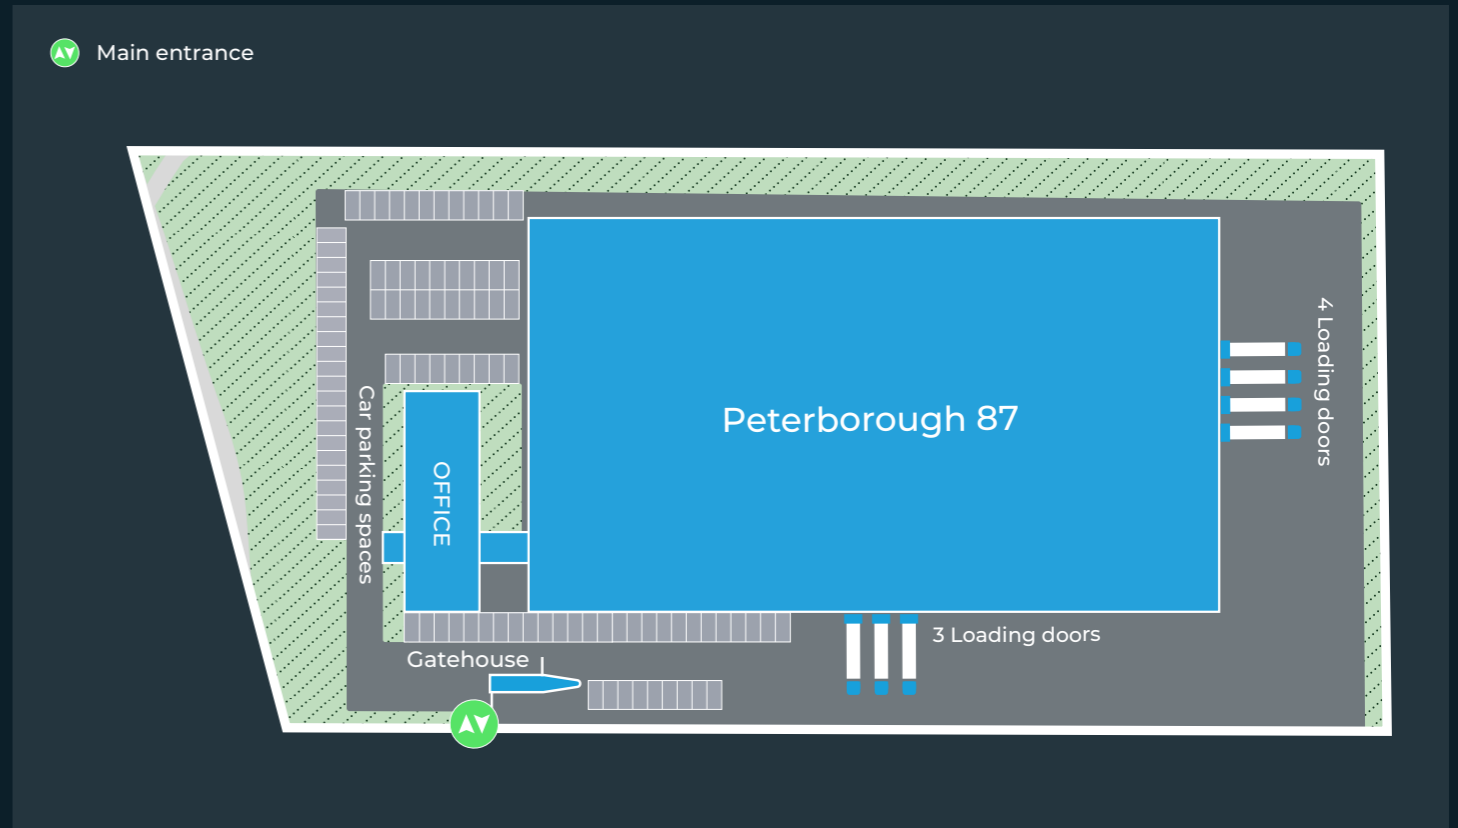 Main entrance
4 Loading doors
Peterborough 87
Car parking spaces
OFFICE
3 Loading doors
Gatehouse